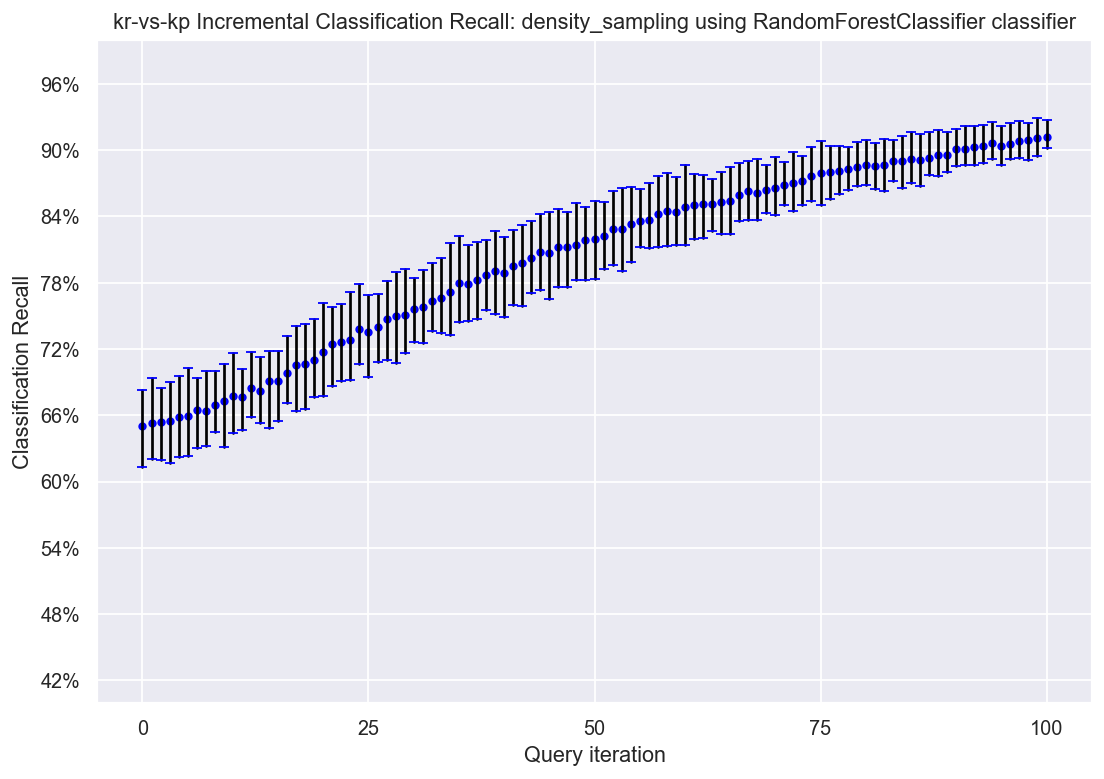 kr-vs-kp Incremental Classification Recall: density_sampling using RandomForestClassifier classifier
96%
90%
84%
78%
72%
66%
60%
54%
48%
42%
Classification Recall
0 25 50 75 100
Query iteration